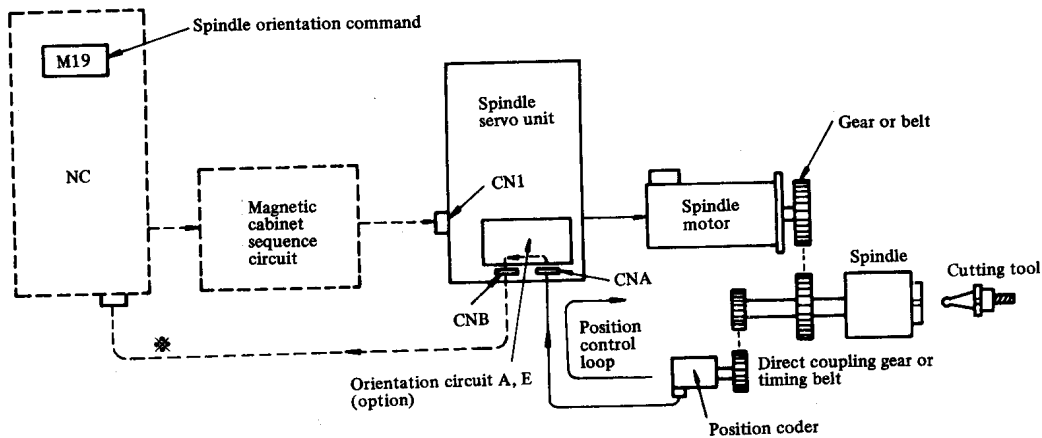 Spindle orientation command
M19
NC
Magnetic
cabinet
sequence
circuit
Spindle
servo unit
CN1
CNA
CNB
※
Orientation circuit A, E
(option)
Position
control
loop
Spindle
motor
Gear or belt
Spindle
Cutting tool
Direct coupling gear or
timing belt
Position coder